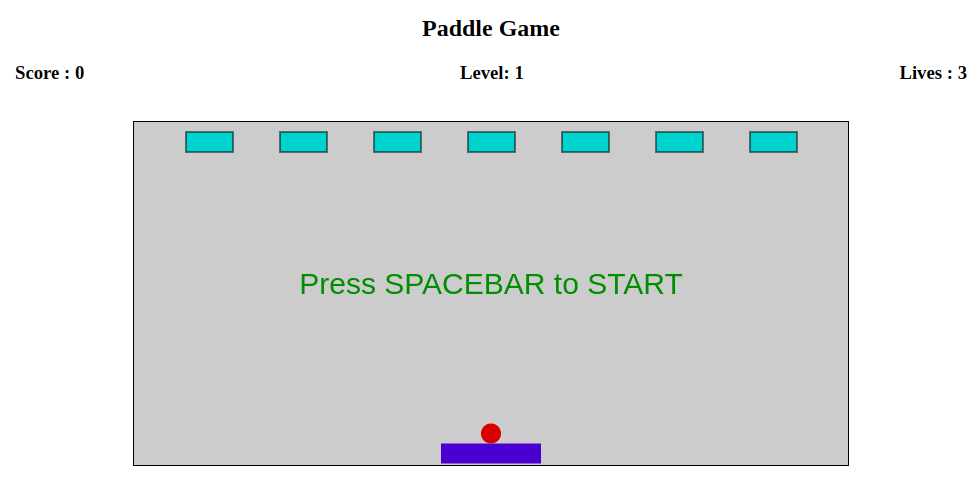 Paddle Game
Score : 0 Level: 1 Lives : 3
Press SPACEBAR to START